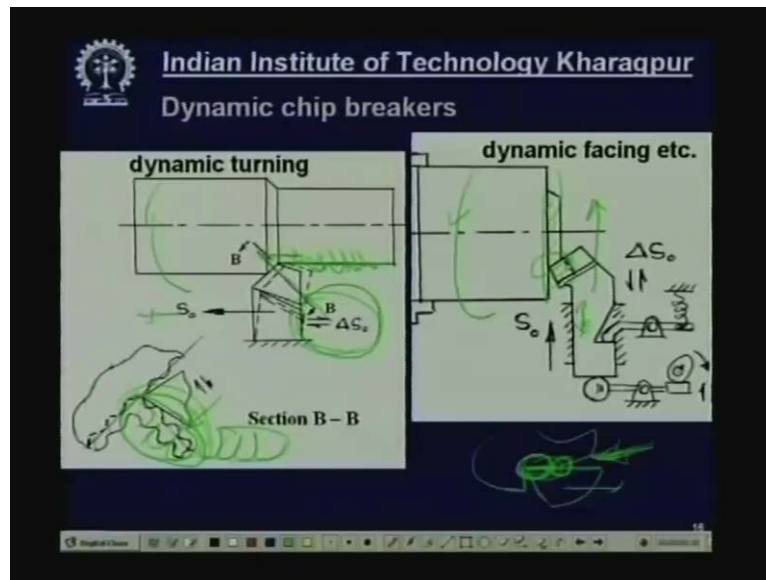 Indian Institute of Technology Kharagpur
Dynamic chip breakers
dynamic turning
dynamic facing etc.
B
S₀
B
ΔS₀
Section B – B
ΔS₀
S₀